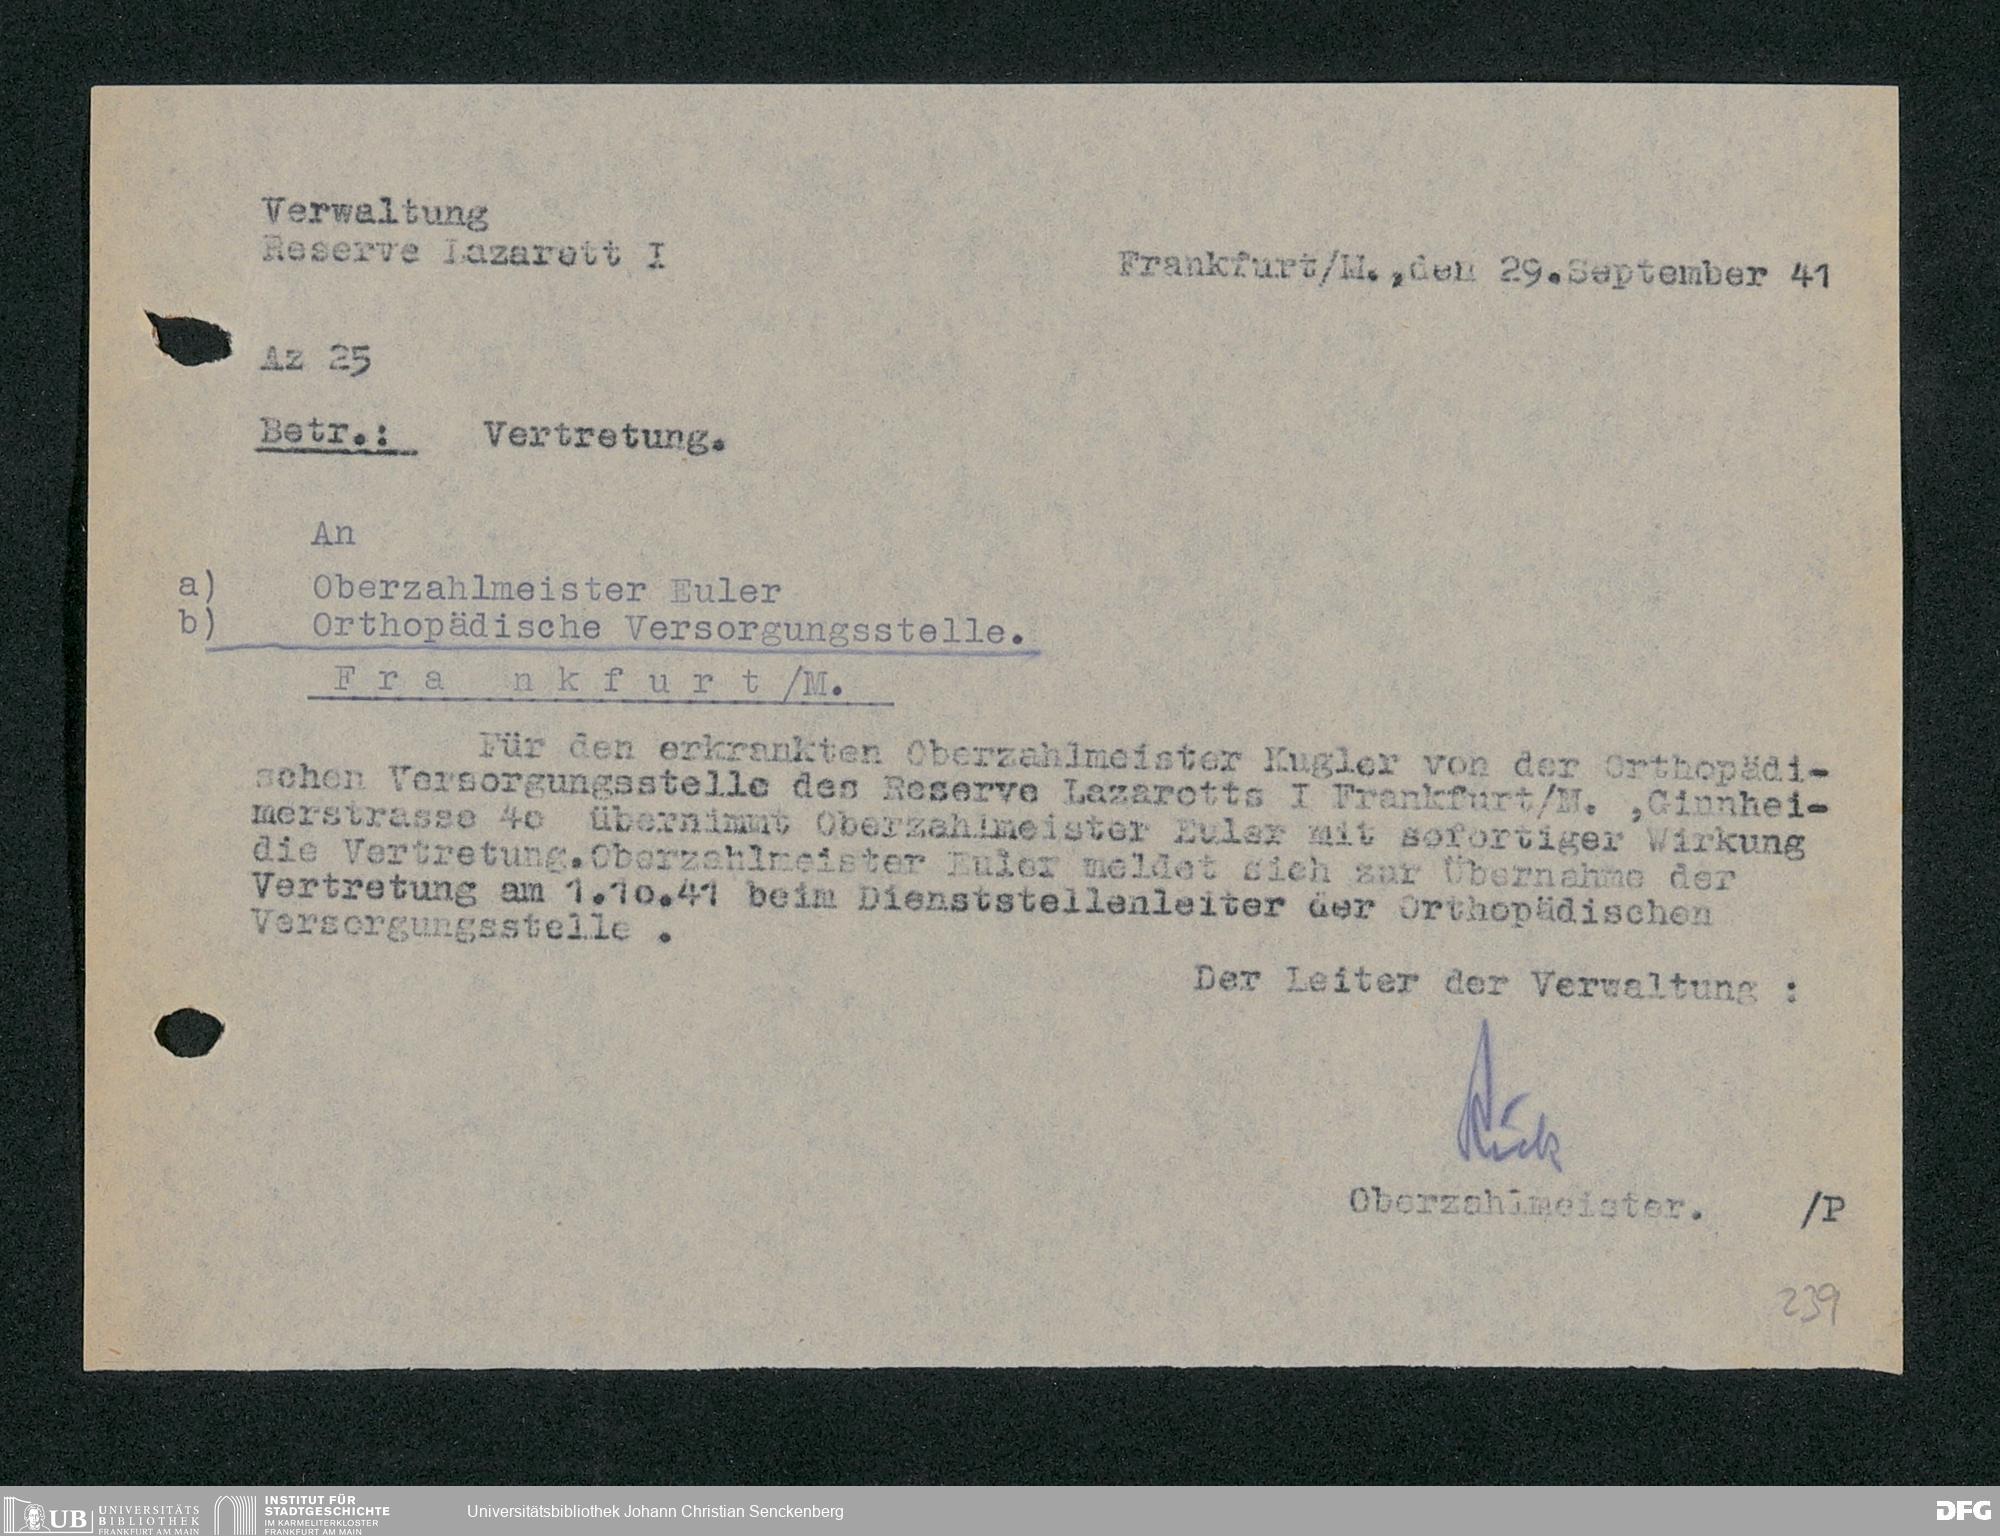 Verwaltung
Reserve Lazarett I
Frankfurt/M.,den 29.September 41
Az 25
Betr.: Vertretung.
An
a) Oberzahlmeister Euler
b) Orthopädische Versorgungsstelle.
F r a n k f u r t /M.
Für den erkrankten Oberzahlmeister Kugler von der Orthopädi-
schen Versorgungsstelle des Reserve Lazaretts I Frankfurt/M. ,Ginnhei-
merstrasse 4o übernimmt Oberzahlmeister Euler mit sofortiger Wirkung
die Vertretung.Oberzahlmeister Euler meldet sich zur Übernahme der
Vertretung am 1.1o.41 beim Dienststellenleiter der Orthopädischen
Versorgungsstelle .
Der Leiter der Verwaltung :
Oberzahlmeister. /P
239
UB UNIVERSITÄTS
BIBLIOTHEK
FRANKFURT AM MAIN
INSTITUT FÜR
STADTGESCHICHTE
IM KARMELITERKLOSTER
FRANKFURT AM MAIN
Universitätsbibliothek Johann Christian Senckenberg
DFG